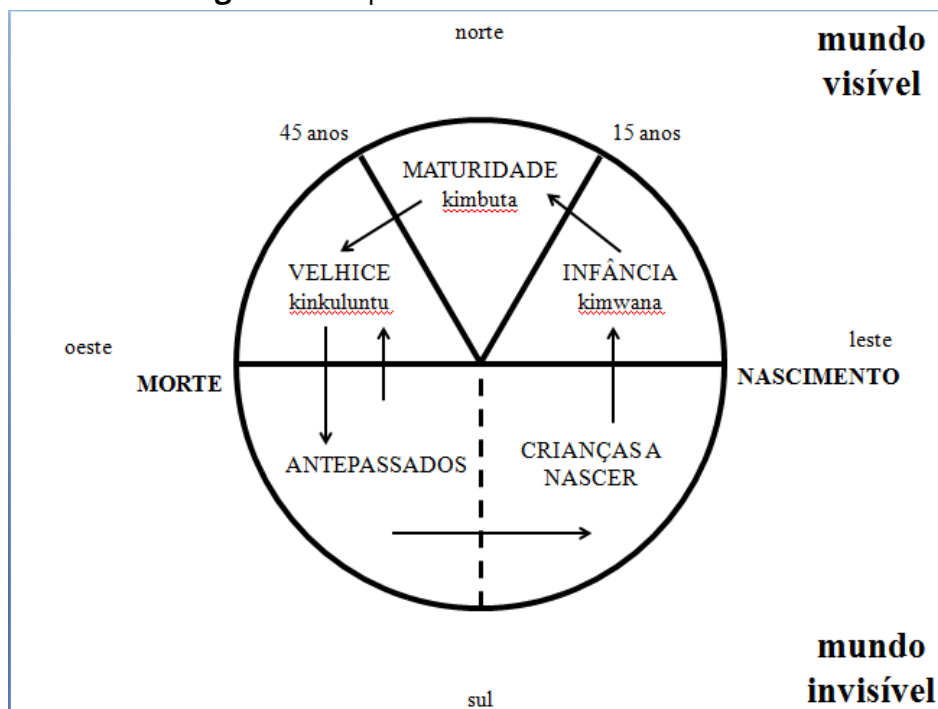 norte
mundo
visível
45 anos
15 anos
MATURIDADE
kimbuta
VELHICE
kinkuluntu
INFÂNCIA
kimwana
oeste
leste
MORTE
NASCIMENTO
ANTEPASSADOS
CRIANÇAS A
NASCER
mundo
invisível
sul